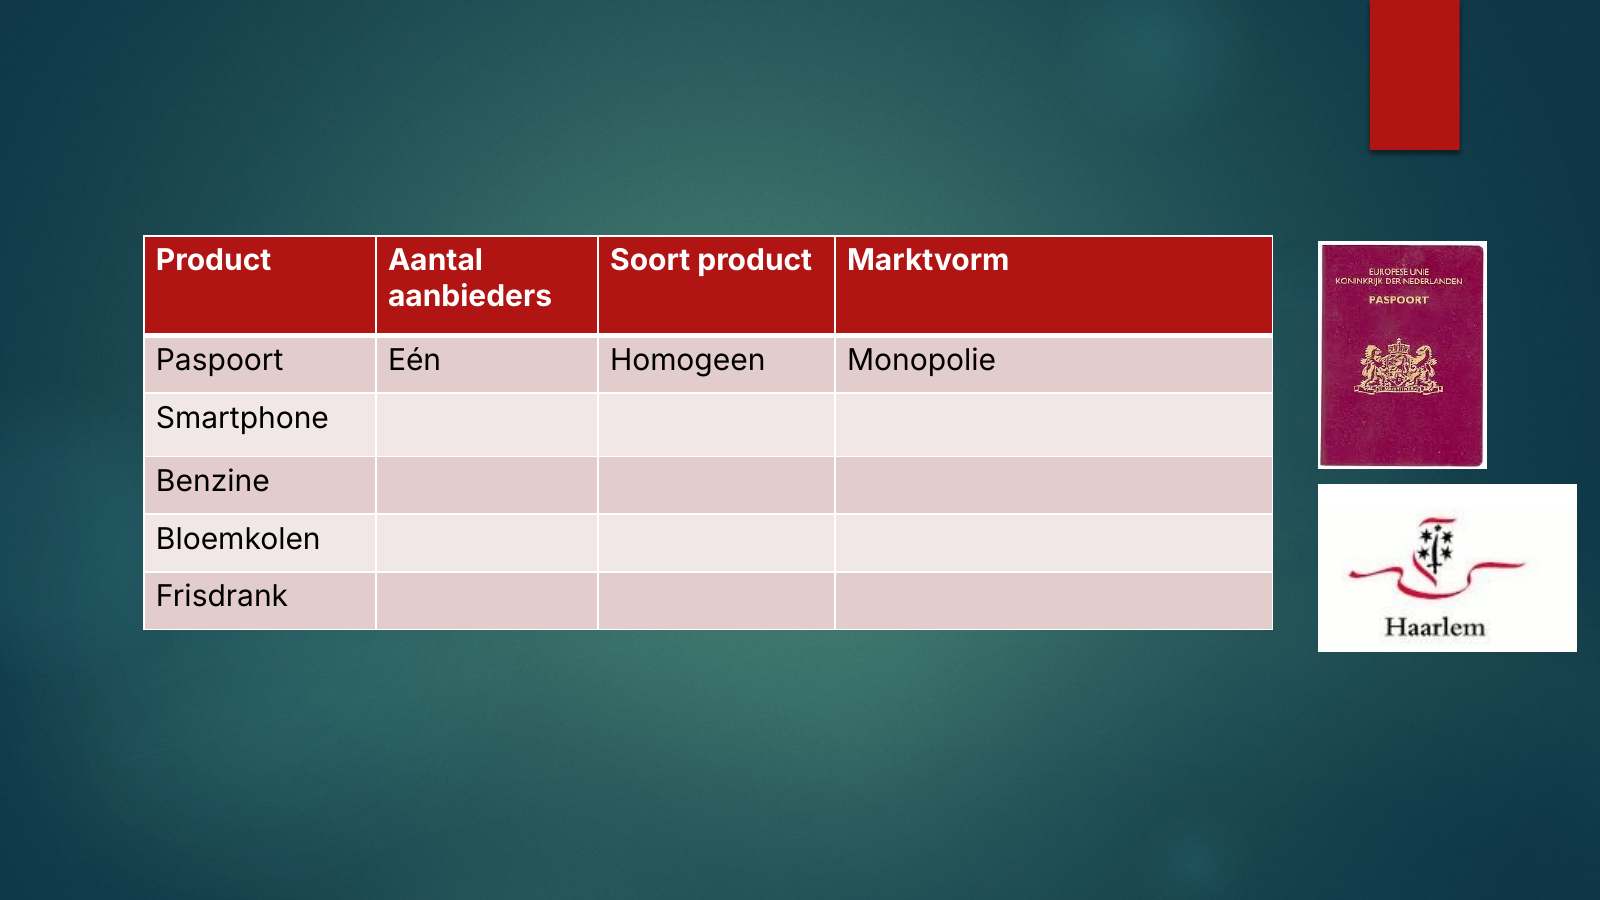 Product
Aantal
aanbieders
Soort product
Marktvorm
Paspoort
Eén
Homogeen
Monopolie
Smartphone
Benzine
Bloemkolen
Frisdrank
EUROPESE UNIE
KONINKRIJK DER NEDERLANDEN
PASPOORT
Haarlem